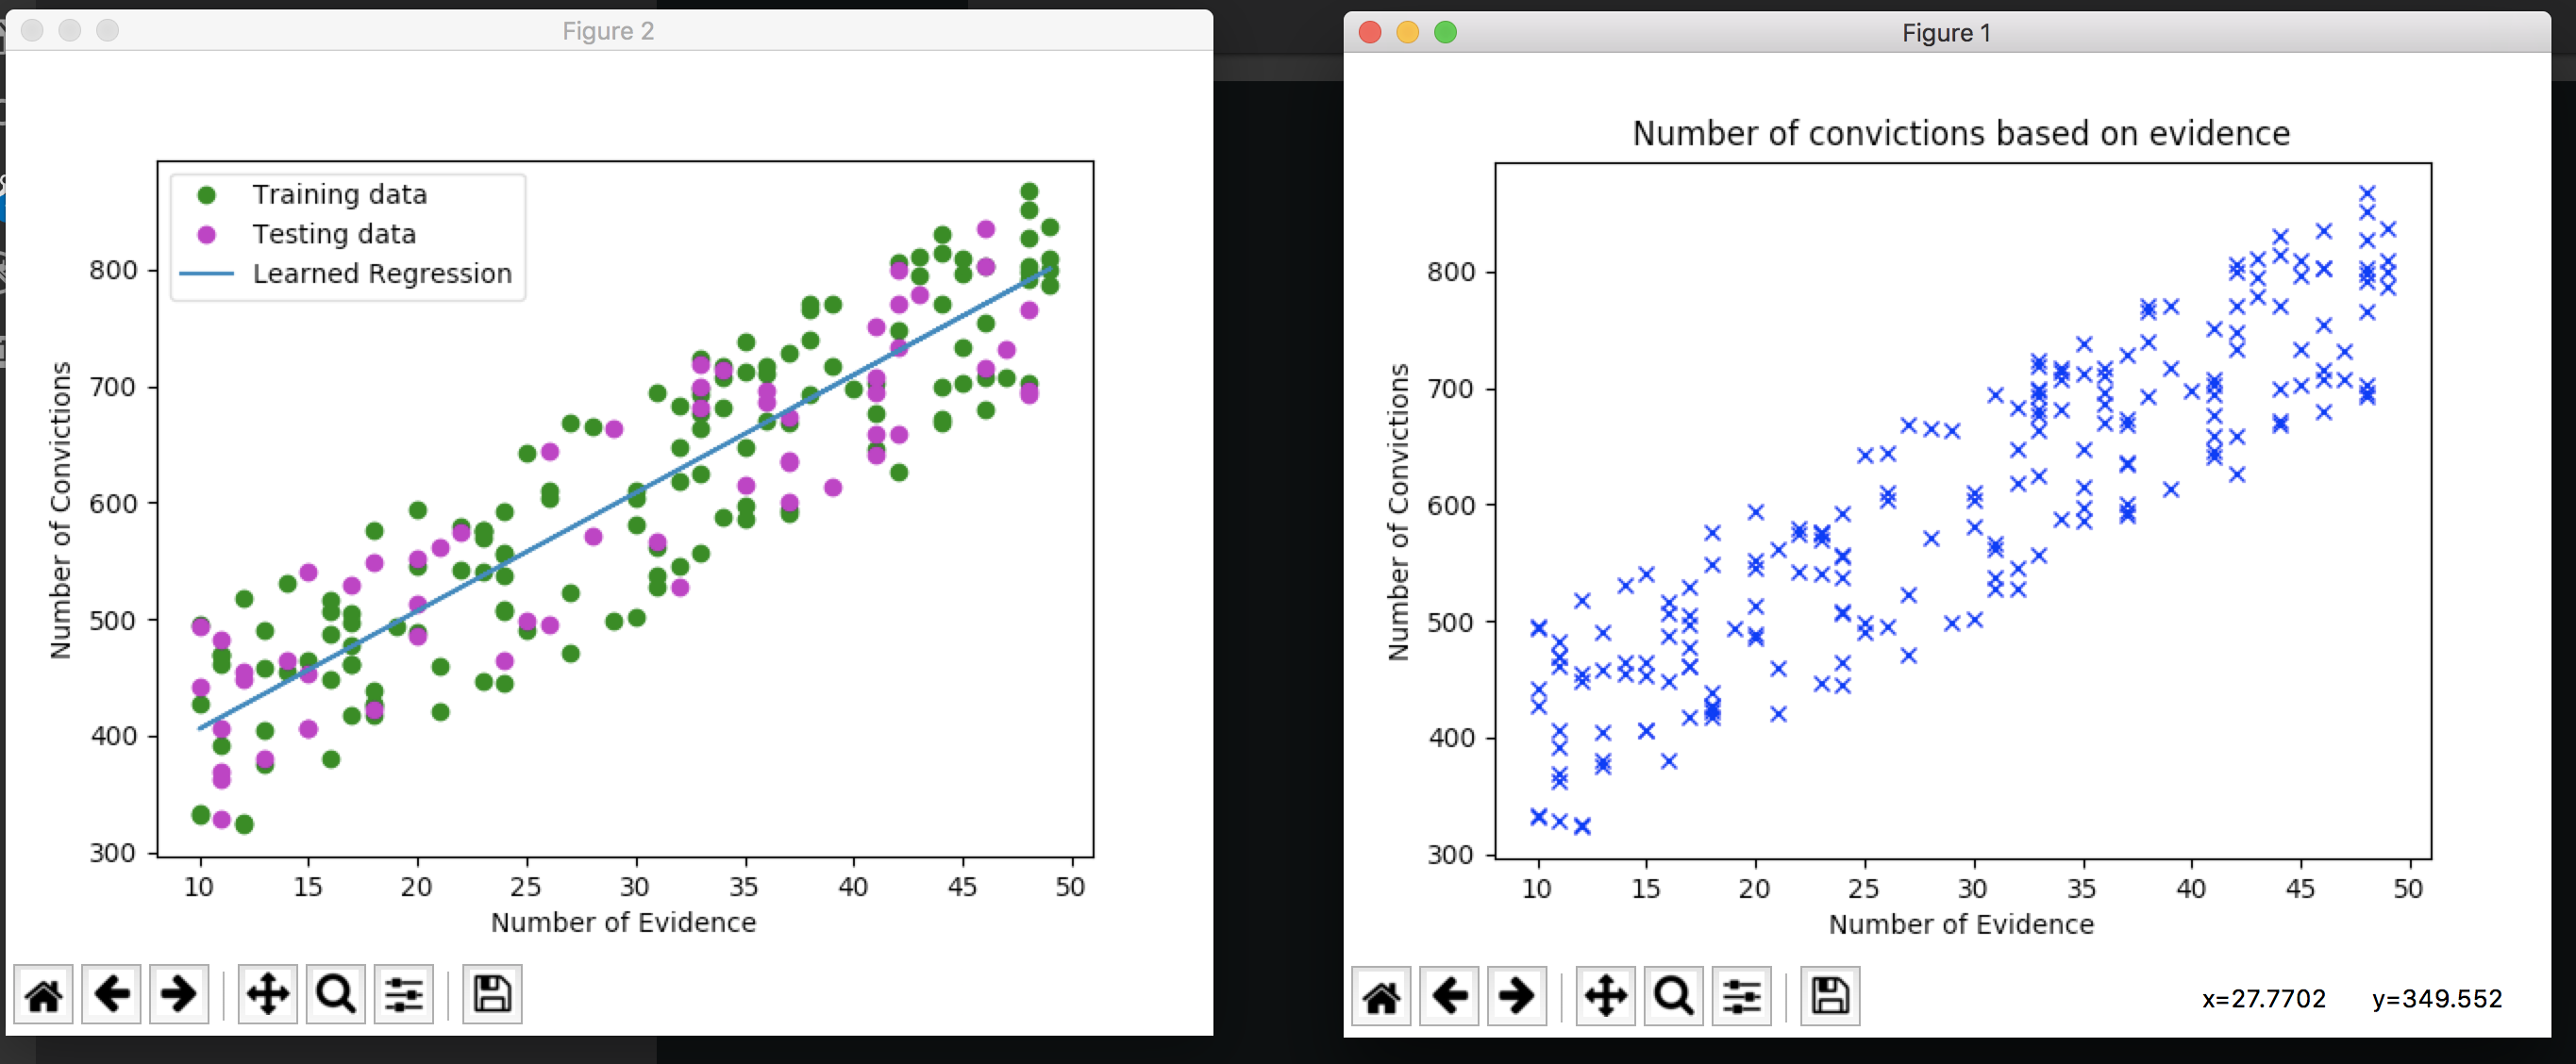 Figure 2
Training data
Testing data
Learned Regression
800
700
600
500
400
300
Number of Convictions
10 15 20 25 30 35 40 45 50
Number of Evidence
Figure 1
Number of convictions based on evidence
800
700
600
500
400
300
Number of Convictions
10 15 20 25 30 35 40 45 50
Number of Evidence
x=27.7702 y=349.552